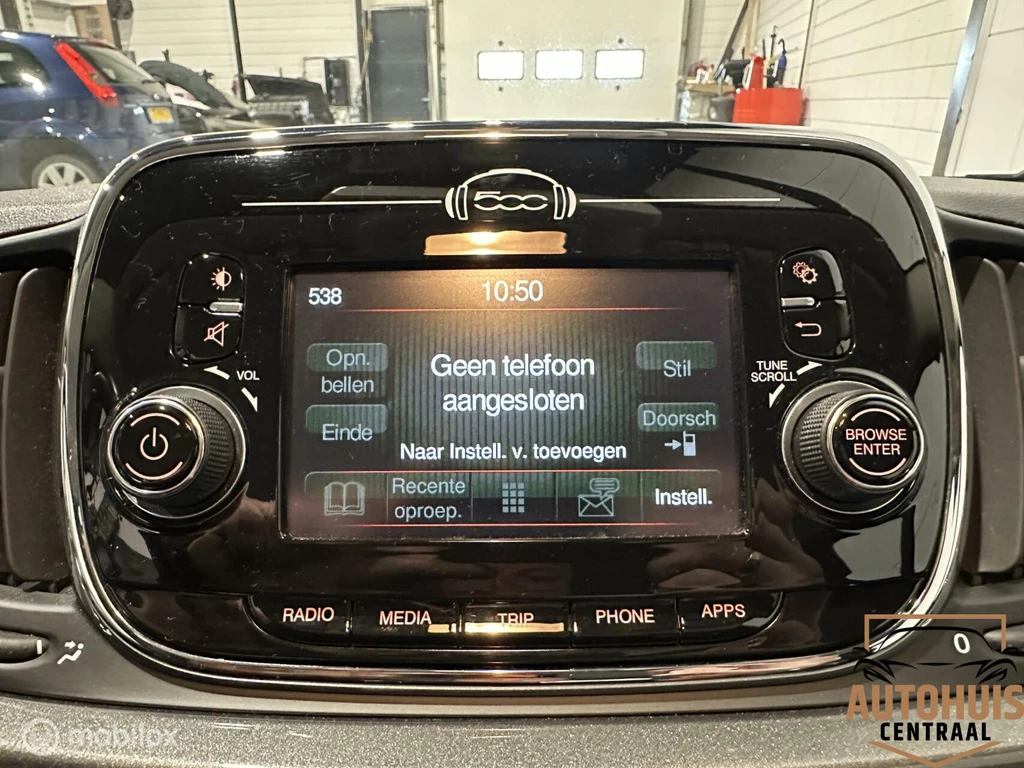 500
538
10:50
Opn.
bellen
Geen telefoon
aangesloten
Stil
Einde
Doorsch
Naar Instell. v. toevoegen
Recente
oproep.
Instell.
VOL
TUNE
SCROLL
BROWSE
ENTER
RADIO
MEDIA
TRIP
PHONE
APPS
0
AUTOHUIS
CENTRAAL
mobilox